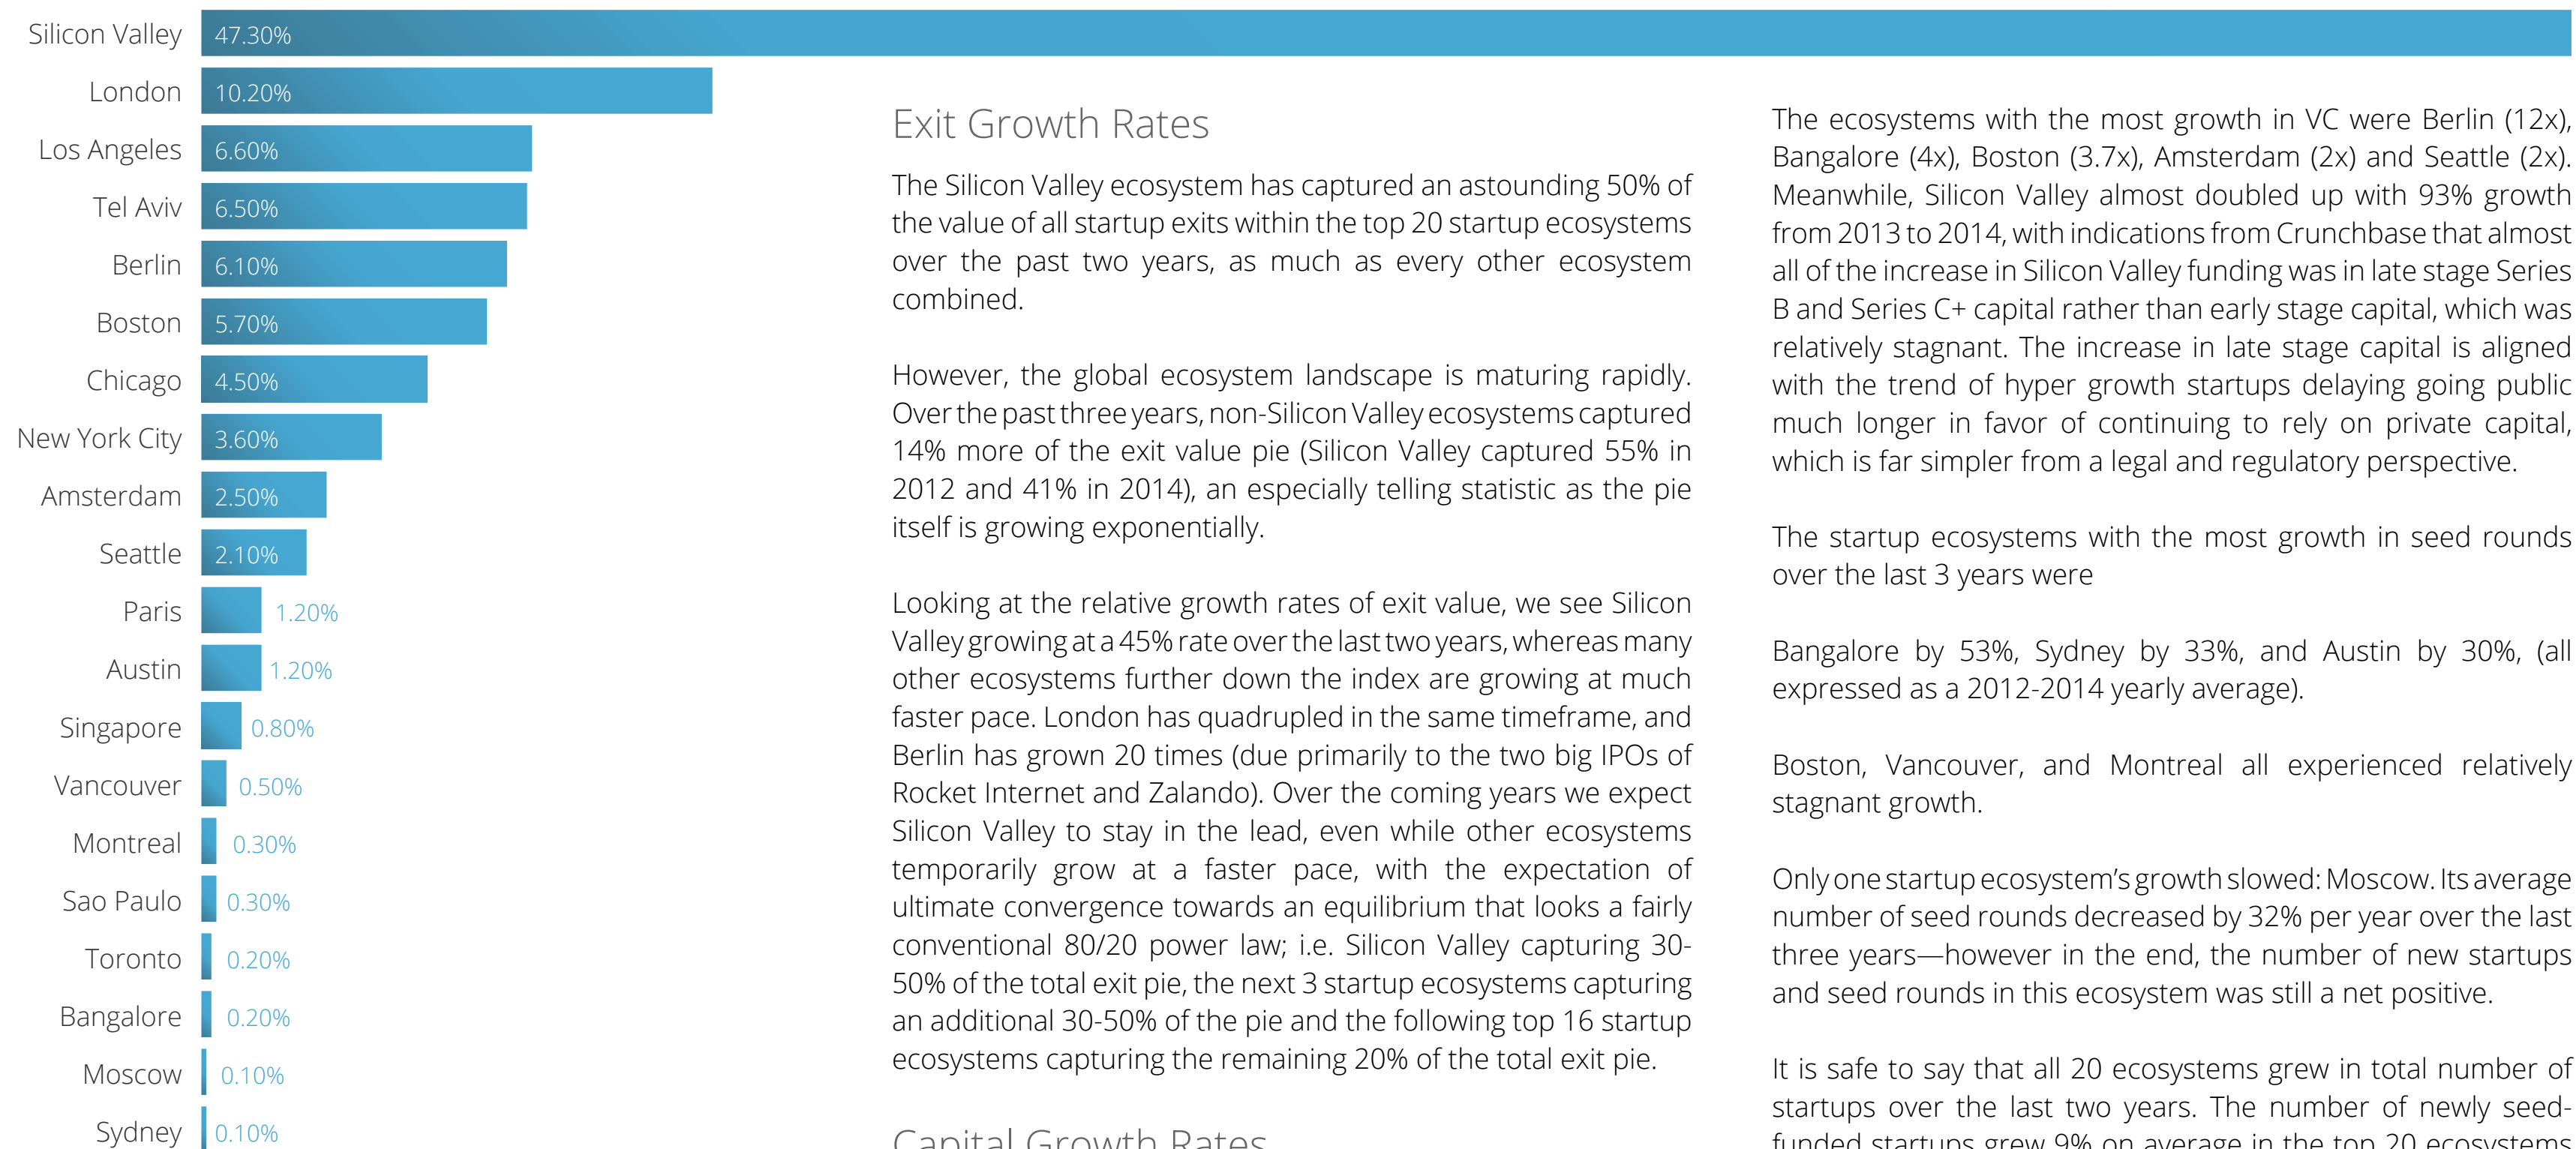 Silicon Valley 47.30%
London 10.20%
Los Angeles 6.60%
Tel Aviv 6.50%
Berlin 6.10%
Boston 5.70%
Chicago 4.50%
New York City 3.60%
Amsterdam 2.50%
Seattle 2.10%
Paris 1.20%
Austin 1.20%
Singapore 0.80%
Vancouver 0.50%
Montreal 0.30%
Sao Paulo 0.30%
Toronto 0.20%
Bangalore 0.20%
Moscow 0.10%
Sydney 0.10%
Exit Growth Rates
The Silicon Valley ecosystem has captured an astounding 50% of
the value of all startup exits within the top 20 startup ecosystems
over the past two years, as much as every other ecosystem
combined.
However, the global ecosystem landscape is maturing rapidly.
Over the past three years, non-Silicon Valley ecosystems captured
14% more of the exit value pie (Silicon Valley captured 55% in
2012 and 41% in 2014), an especially telling statistic as the pie
itself is growing exponentially.
Looking at the relative growth rates of exit value, we see Silicon
Valley growing at a 45% rate over the last two years, whereas many
other ecosystems further down the index are growing at much
faster pace. London has quadrupled in the same timeframe, and
Berlin has grown 20 times (due primarily to the two big IPOs of
Rocket Internet and Zalando). Over the coming years we expect
Silicon Valley to stay in the lead, even while other ecosystems
temporarily grow at a faster pace, with the expectation of
ultimate convergence towards an equilibrium that looks a fairly
conventional 80/20 power law; i.e. Silicon Valley capturing 30-
50% of the total exit pie, the next 3 startup ecosystems capturing
an additional 30-50% of the pie and the following top 16 startup
ecosystems capturing the remaining 20% of the total exit pie.
Capital Growth Rates
The ecosystems with the most growth in VC were Berlin (12x),
Bangalore (4x), Boston (3.7x), Amsterdam (2x) and Seattle (2x).
Meanwhile, Silicon Valley almost doubled up with 93% growth
from 2013 to 2014, with indications from Crunchbase that almost
all of the increase in Silicon Valley funding was in late stage Series
B and Series C+ capital rather than early stage capital, which was
relatively stagnant. The increase in late stage capital is aligned
with the trend of hyper growth startups delaying going public
much longer in favor of continuing to rely on private capital,
which is far simpler from a legal and regulatory perspective.
The startup ecosystems with the most growth in seed rounds
over the last 3 years were
Bangalore by 53%, Sydney by 33%, and Austin by 30%, (all
expressed as a 2012-2014 yearly average).
Boston, Vancouver, and Montreal all experienced relatively
stagnant growth.
Only one startup ecosystem's growth slowed: Moscow. Its average
number of seed rounds decreased by 32% per year over the last
three years—however in the end, the number of new startups
and seed rounds in this ecosystem was still a net positive.
It is safe to say that all 20 ecosystems grew in total number of
startups over the last two years. The number of newly seed-
funded startups grew 9% on average in the top 20 ecosystems